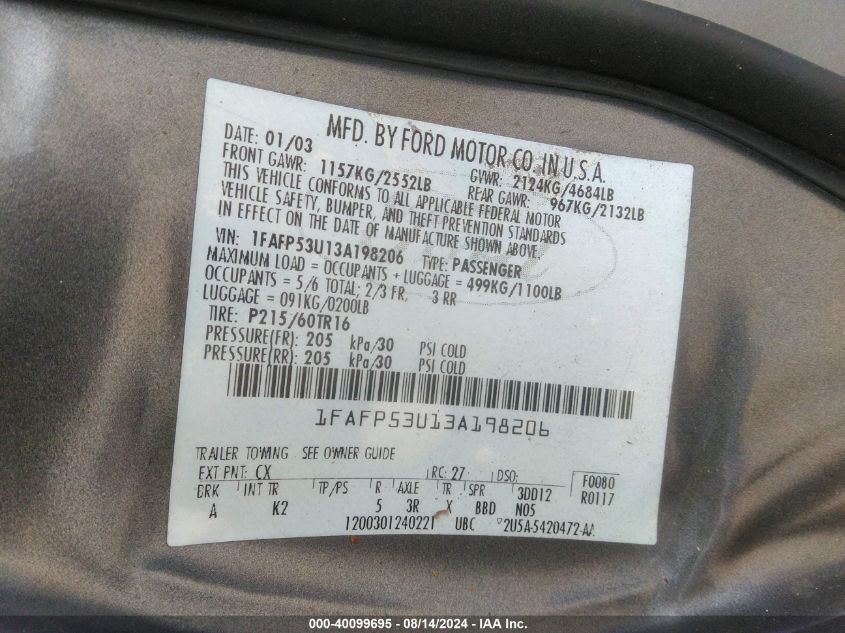 MFD. BY FORD MOTOR CO. IN U.S.A.
DATE: 01/03 GVWR: 2124KG/4684LB
FRONT GAWR: 1157KG/2552LB REAR GAWR: 967KG/2132LB
THIS VEHICLE CONFORMS TO ALL APPLICABLE FEDERAL MOTOR
VEHICLE SAFETY, BUMPER, AND THEFT PREVENTION STANDARDS
IN EFFECT ON THE DATE OF MANUFACTURE SHOWN ABOVE.
VIN: 1FAFP53U13A198206 TYPE: PASSENGER
MAXIMUM LOAD = OCCUPANTS + LUGGAGE = 499KG/1100LB
OCCUPANTS = 5/6 TOTAL; 2/3 FR, 3 RR
LUGGAGE = 091KG/0200LB
TIRE: P215/60TR16
PRESSURE(FR): 205 kPa/30 PSI COLD
PRESSURE(RR): 205 kPa/30 PSI COLD
1FAFP53U13A198206
TRAILER TOWING - SEE OWNER GUIDE
EXT PNT: CX RC: 27 DSO: F0080
BRK INT TR TP/PS R AXLE TR SPR 3DD12 R0117
A K2 5 3R X BBD N05
1200301240221 UBC 2U5A-5420472-AA
000-40099695 - 08/14/2024 - IAA Inc.